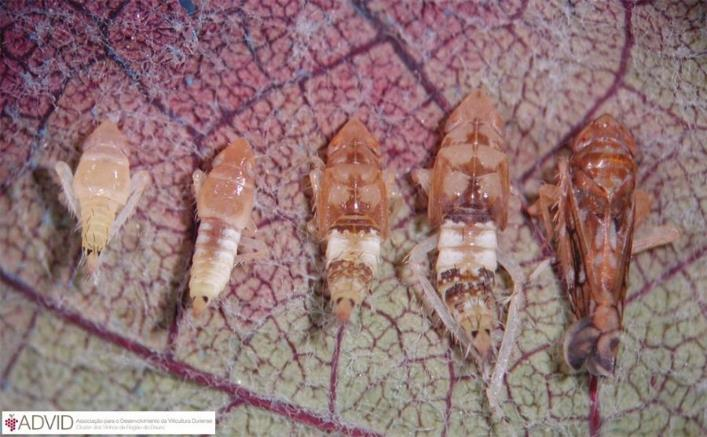 ADVID
Associação para o Desenvolvimento da Viticultura Duriense
Cluster dos Vinhos da Região do Douro